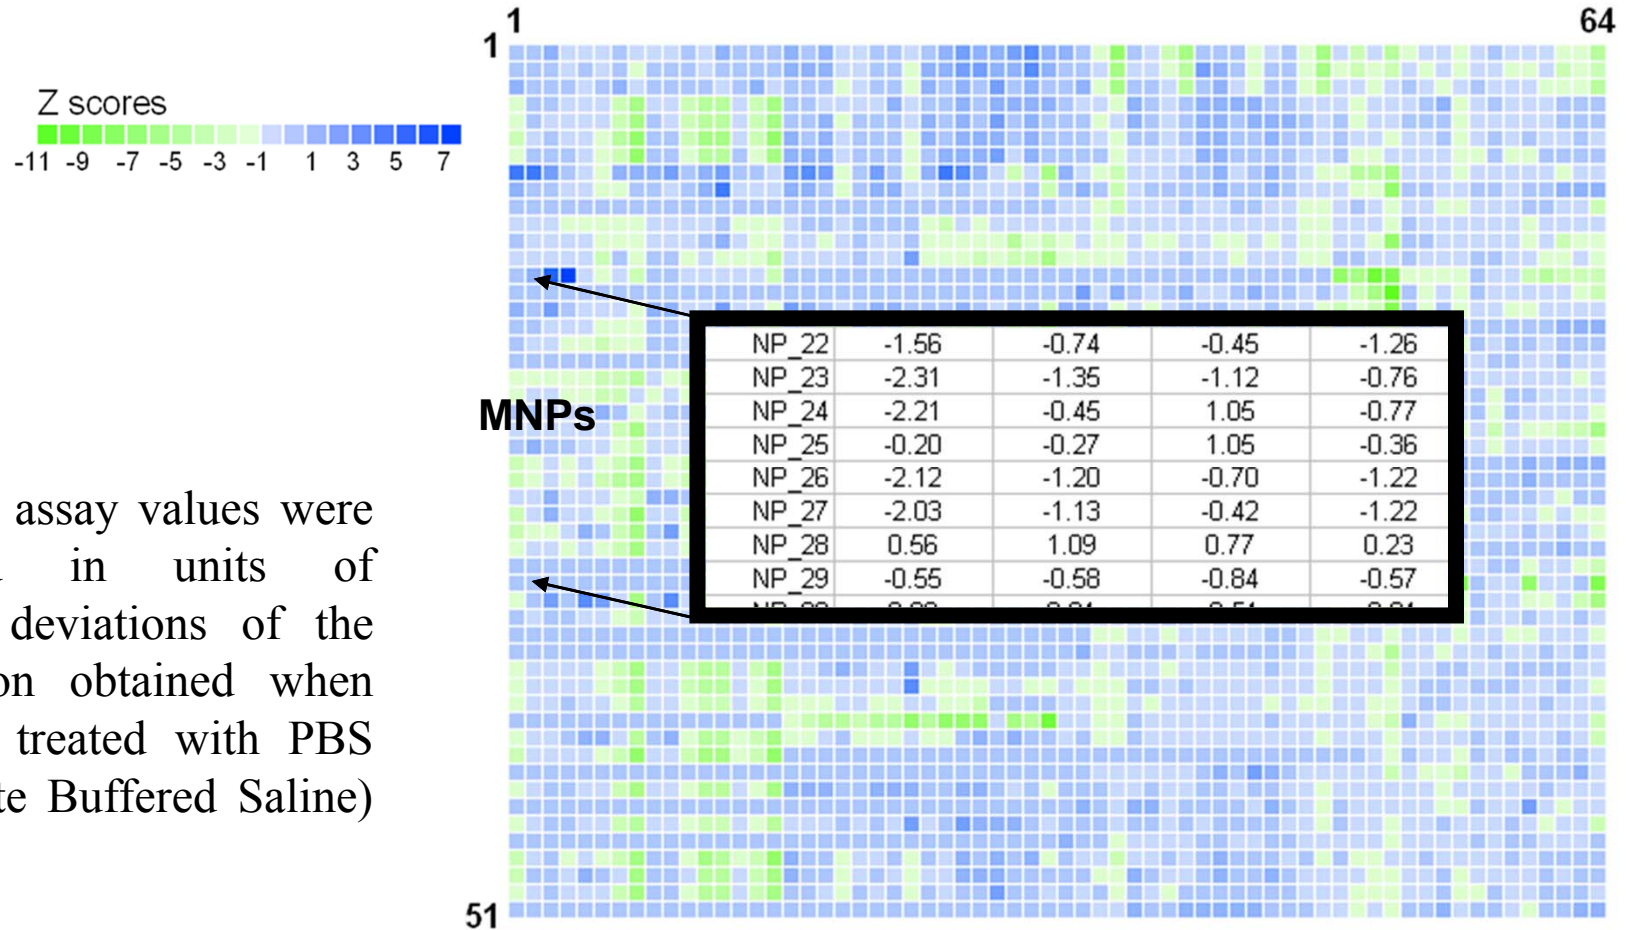 1 64
1
Z scores
-11 -9 -7 -5 -3 -1 1 3 5 7
NP_22 -1.56 -0.74 -0.45 -1.26
NP_23 -2.31 -1.35 -1.12 -0.76
MNPs
NP_24 -2.21 -0.45 1.05 -0.77
NP_25 -0.20 -0.27 1.05 -0.36
NP_26 -2.12 -1.20 -0.70 -1.22
NP_27 -2.03 -1.13 -0.42 -1.22
NP_28 0.56 1.09 0.77 0.23
NP_29 -0.55 -0.58 -0.84 -0.57
assay values were
in units of
deviations of the
obtained when
treated with PBS
Buffered Saline)
51